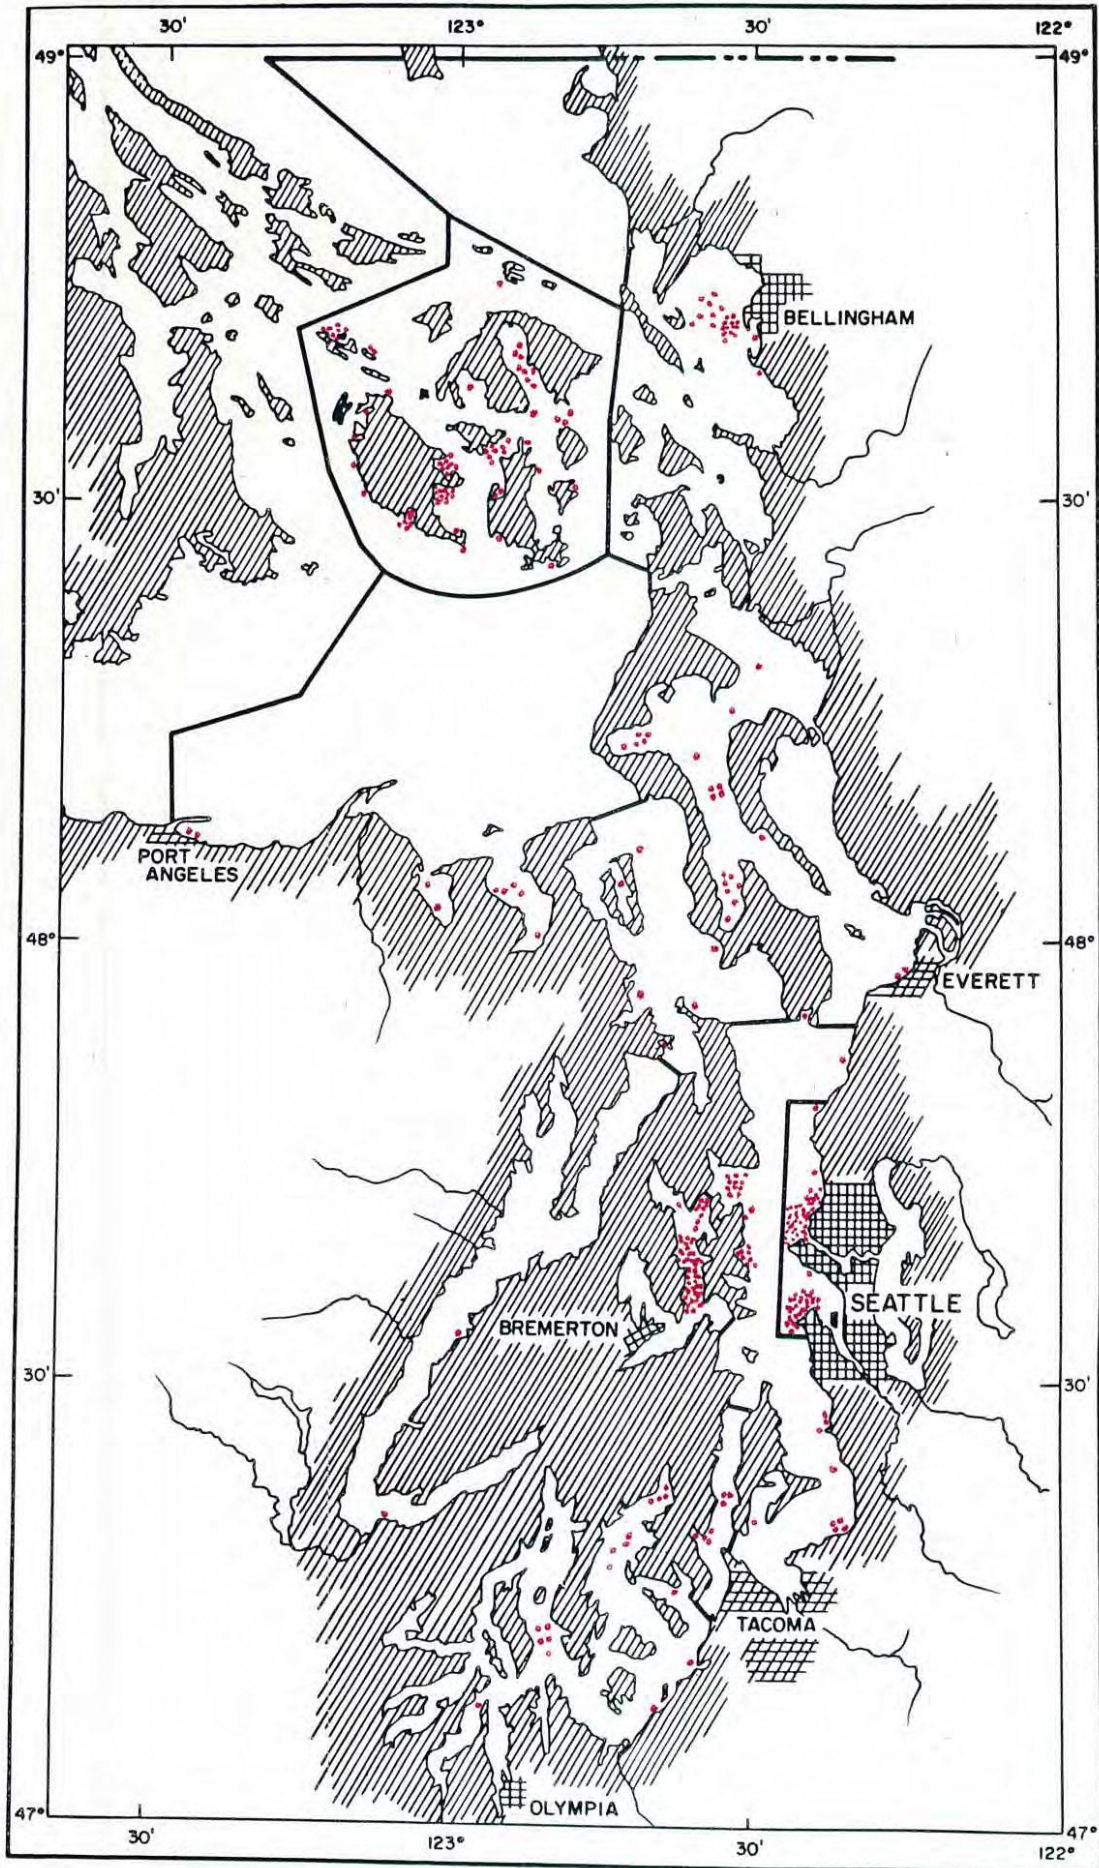 30' 123° 30' 122°
49° 49°
BELLINGHAM
30' 30'
PORT
ANGELES
48° 48°
EVERETT
SEATTLE
BREMERTON
30' 30'
TACOMA
OLYMPIA
47° 47°
30' 123° 30' 122°